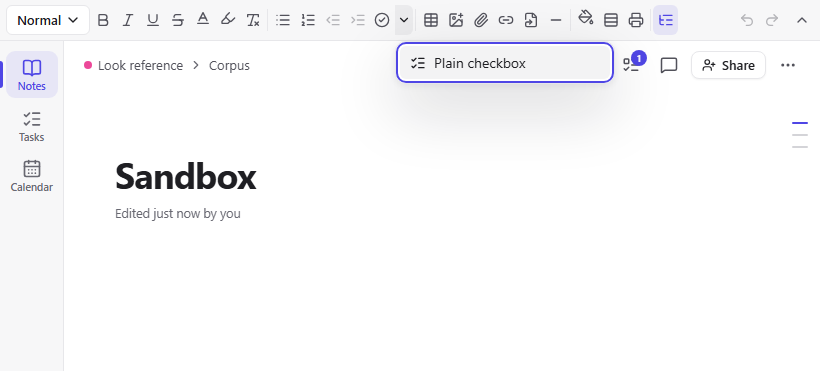 Normal
Plain checkbox
Notes
Look reference
Corpus
1
Share
Tasks
Calendar
Sandbox
Edited just now by you